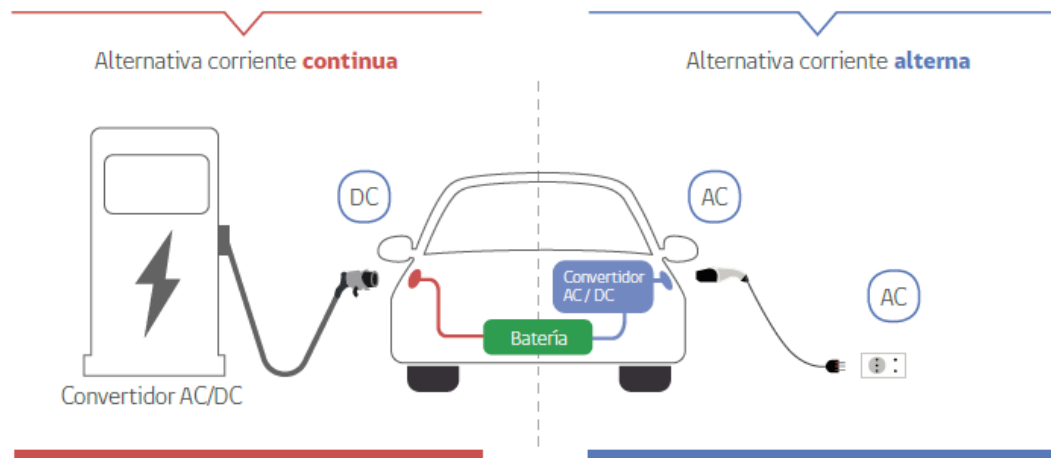 Alternativa corriente continua
Alternativa corriente alterna
DC
AC
Convertidor
AC / DC
AC
Batería
Convertidor AC/DC